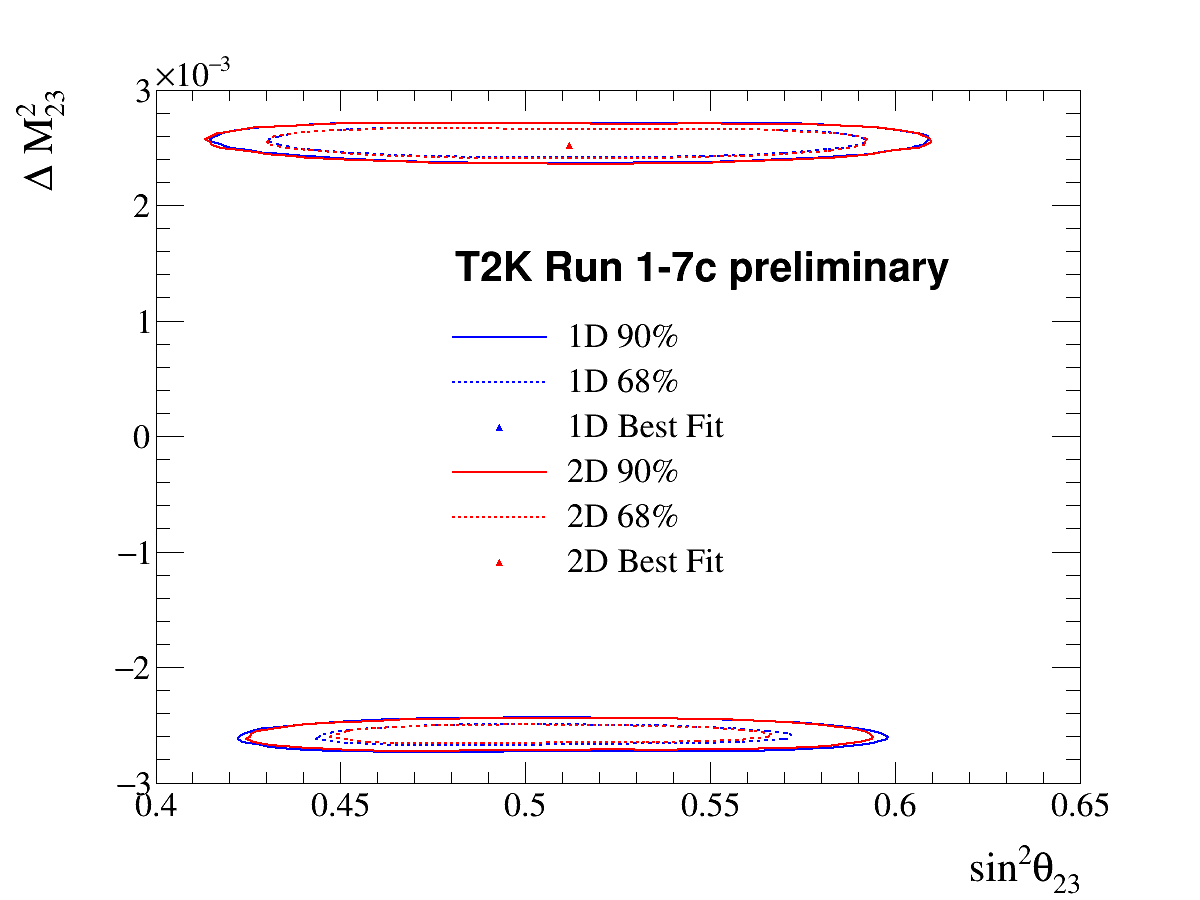 ×10⁻³
Δ M²₂₃
3
2
1
0
−1
−2
−3
T2K Run 1-7c preliminary
1D 90%
1D 68%
1D Best Fit
2D 90%
2D 68%
2D Best Fit
0.4 0.45 0.5 0.55 0.6 0.65
sin²θ₂₃